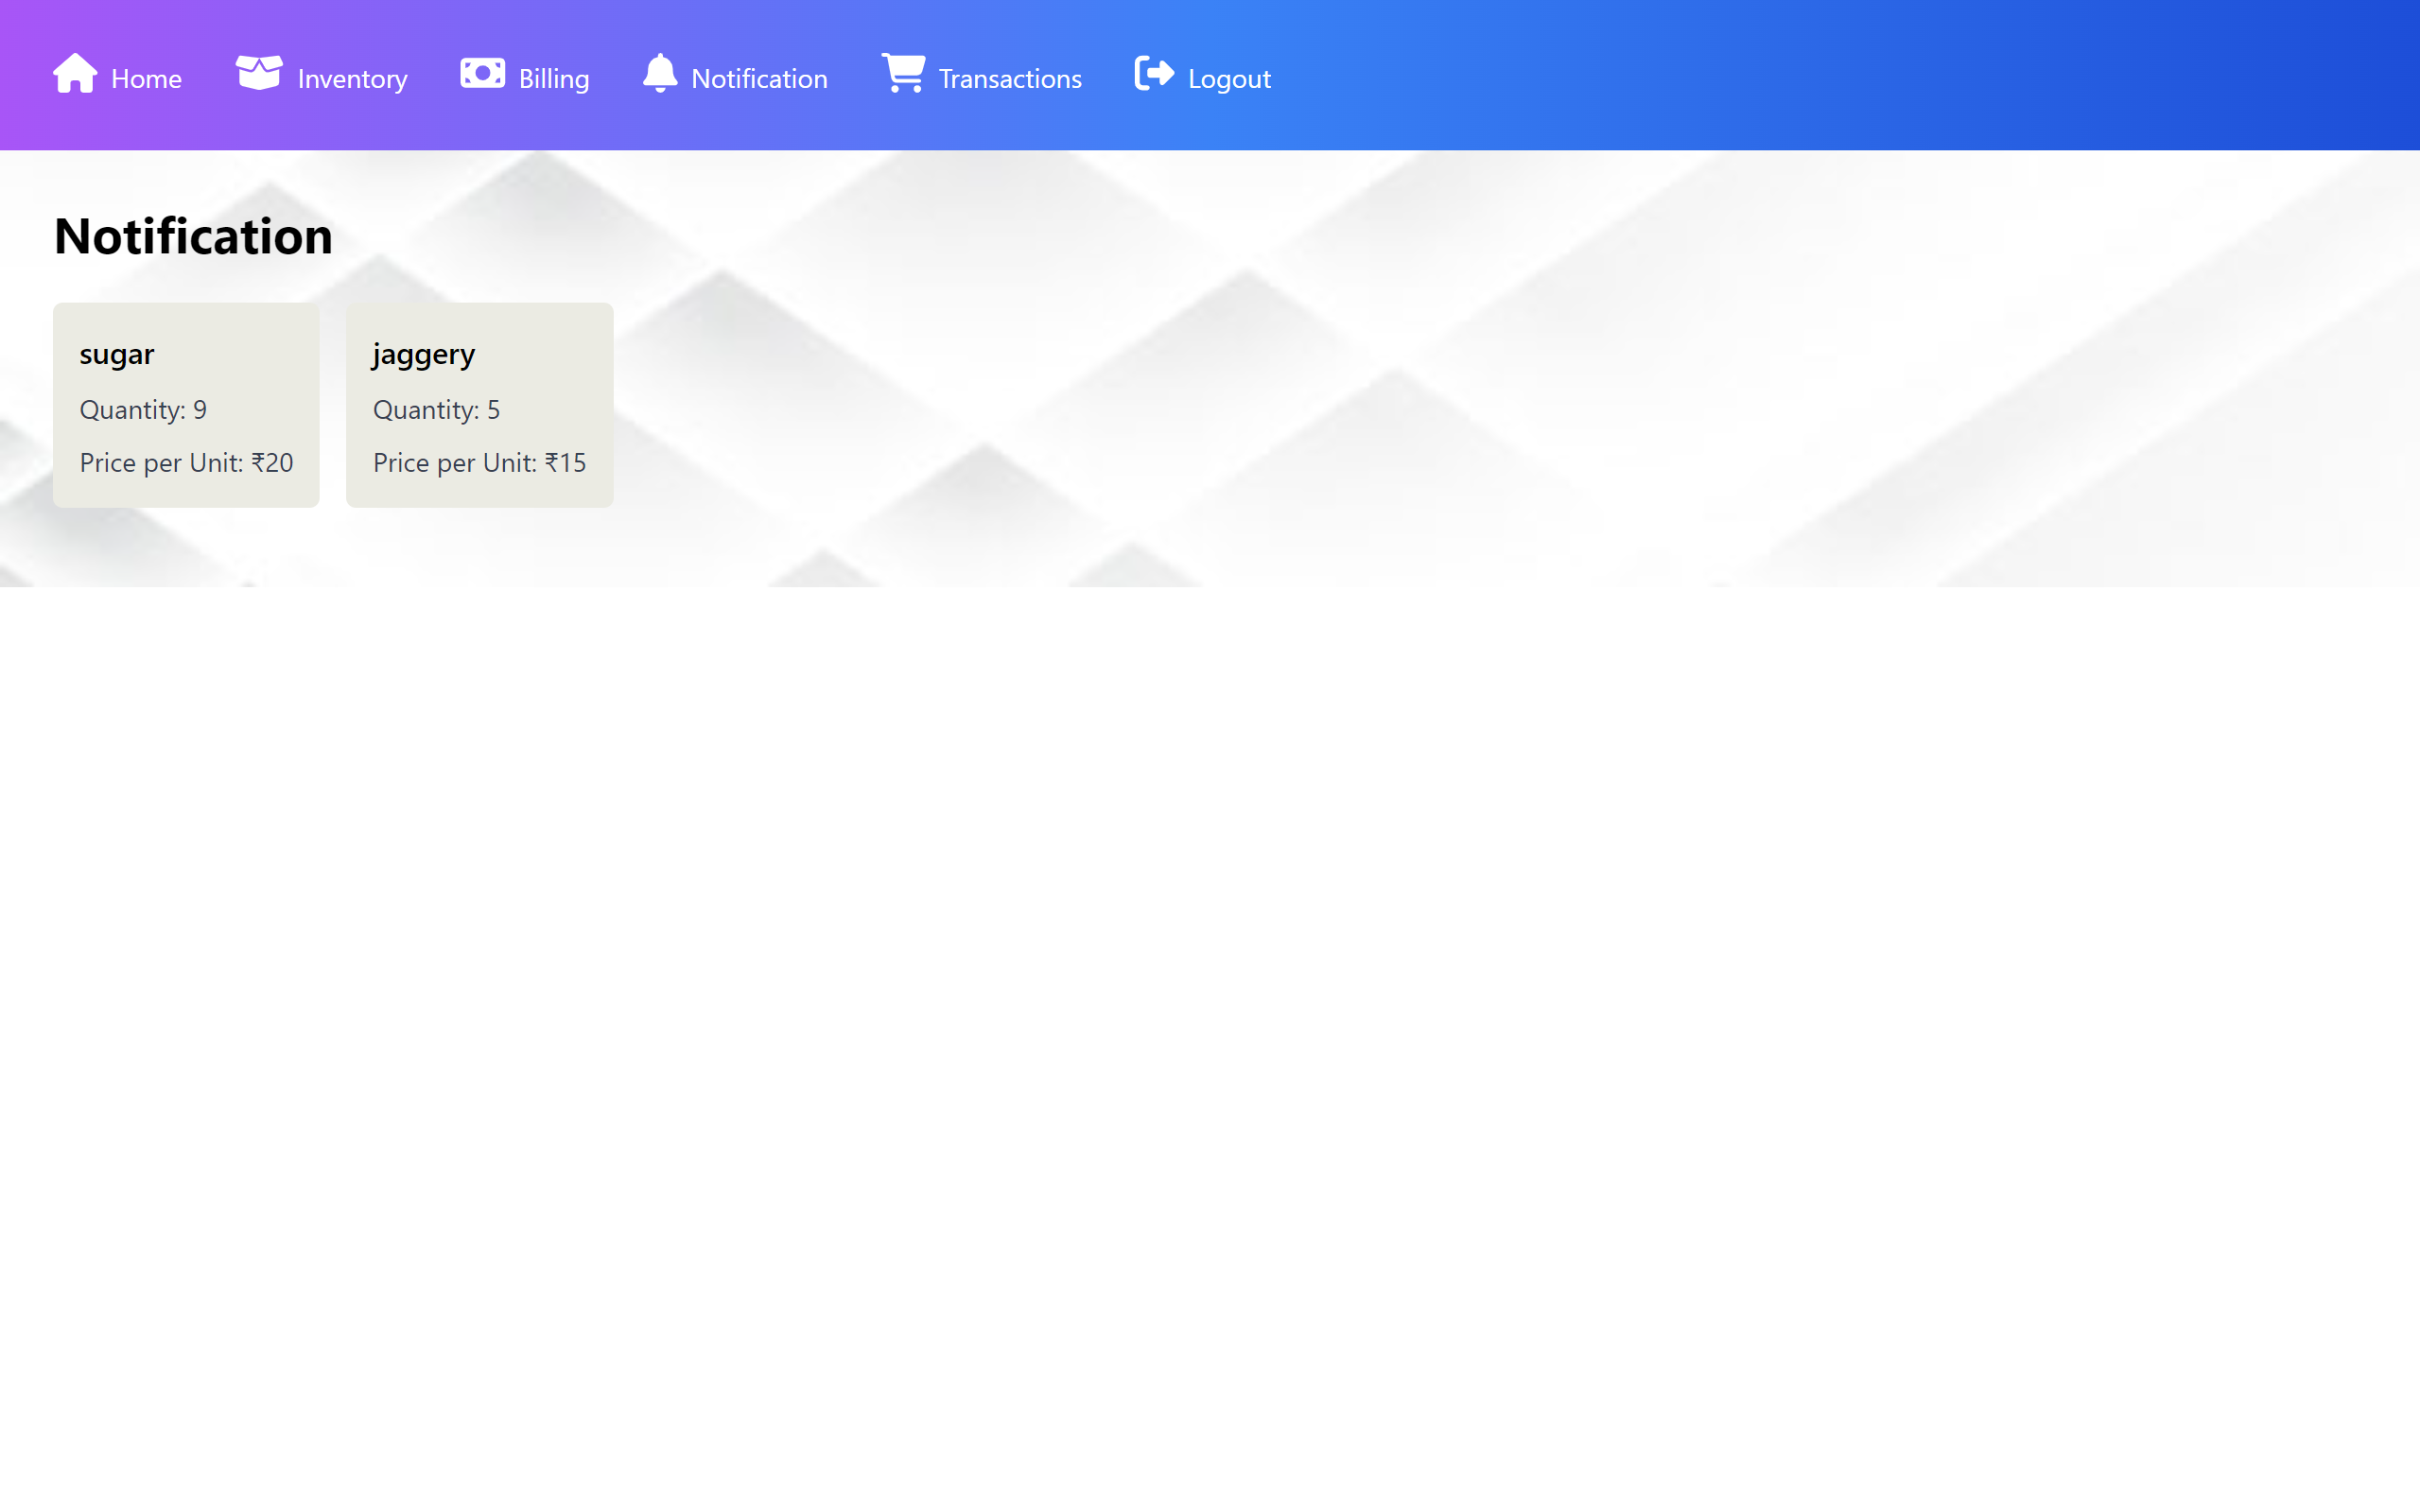 Home Inventory Billing Notification Transactions Logout
Notification
sugar
Quantity: 9
Price per Unit: ₹20
jaggery
Quantity: 5
Price per Unit: ₹15